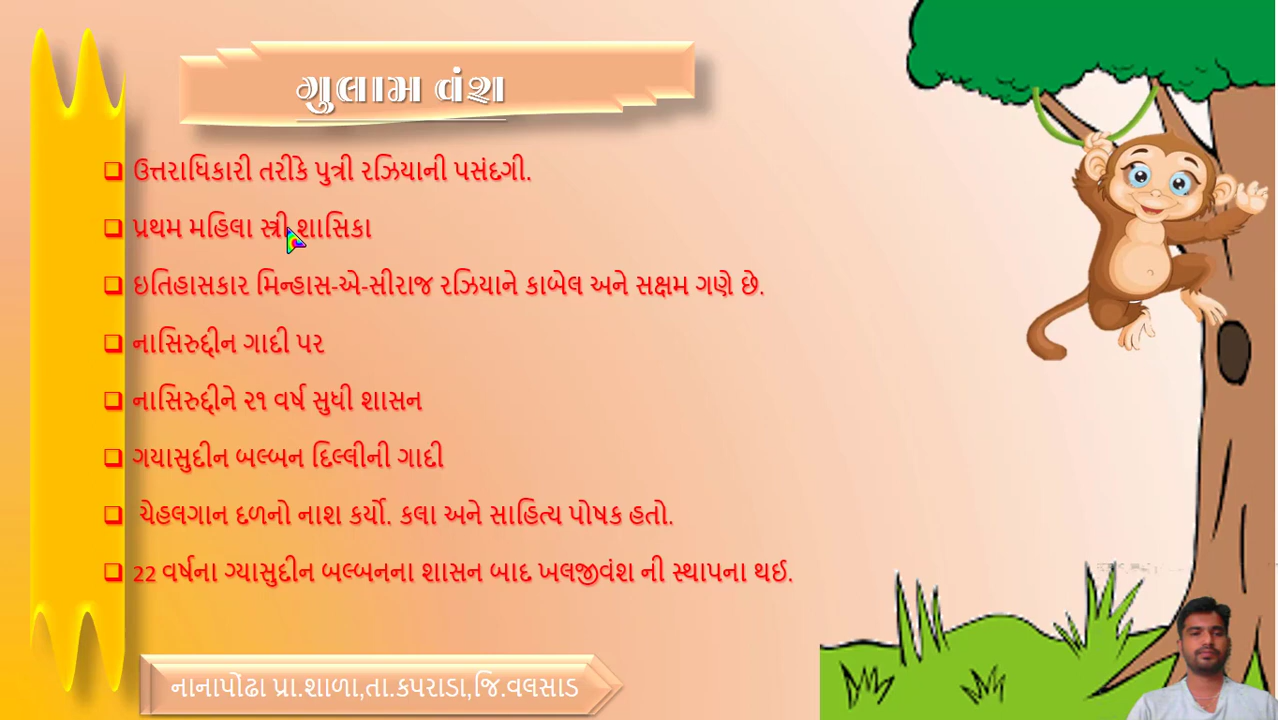 ગુલામ વંશ
ઉત્તરાધિકારી તરીકે પુત્રી રઝિયાની પસંદગી.
પ્રથમ મહિલા સ્ત્રી શાસિકા
ઇતિહાસકાર મિન્હાસ-એ-સીરાજ રઝિયાને કાબેલ અને સક્ષમ ગણે છે.
નાસિરુદ્દીન ગાદી પર
નાસિરુદ્દીને ૨૧ વર્ષ સુધી શાસન
ગયાસુદીન બલ્બન દિલ્લીની ગાદી
ચેહલગાન દળનો નાશ કર્યો. કલા અને સાહિત્ય પોષક હતો.
22 વર્ષના ગ્યાસુદીન બલ્બનના શાસન બાદ ખલજીવંશ ની સ્થાપના થઈ.
નાનાપોંઢા પ્રા.શાળા,તા.કપરાડા,જિ.વલસાડ